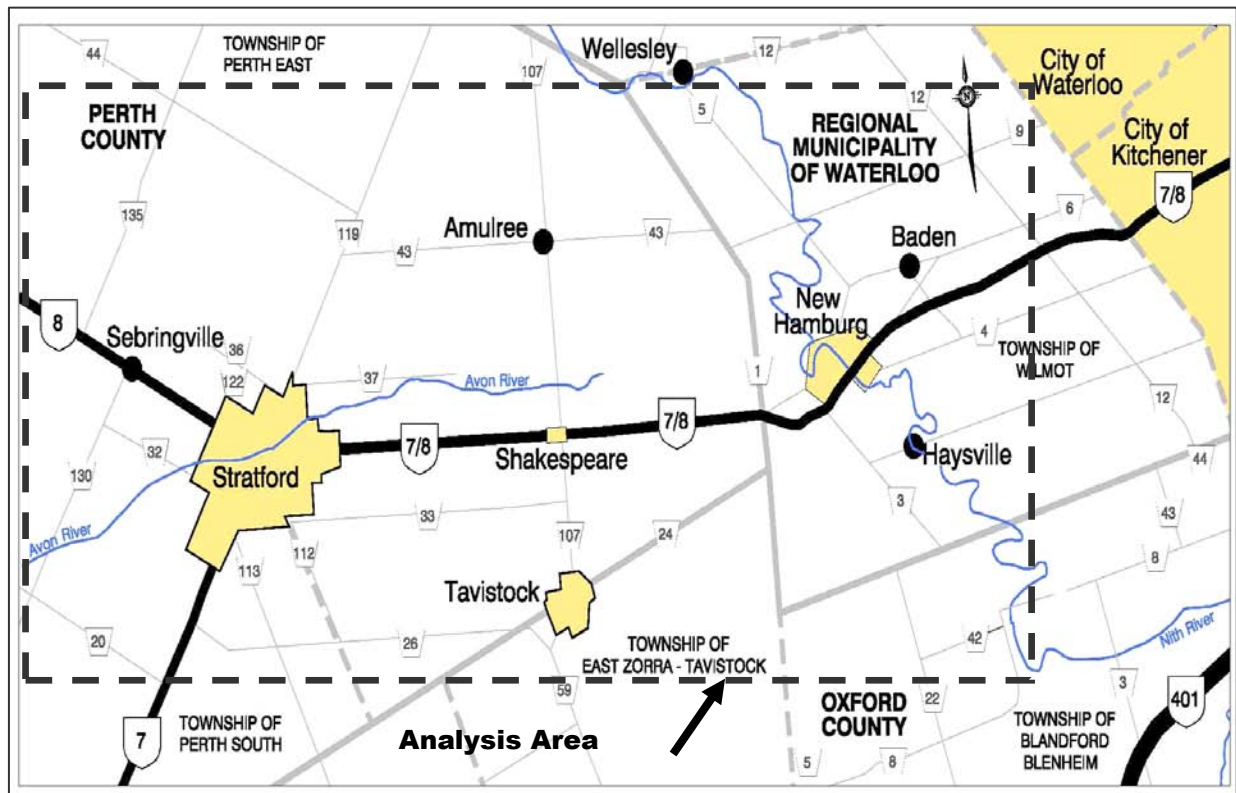 44
TOWNSHIP OF
PERTH EAST
107
Wellesley
12
City of
Waterloo
PERTH
COUNTY
5
12
N
REGIONAL
MUNICIPALITY
OF WATERLOO
9
City of
Kitchener
7/8
135
119
43
Amulree
43
6
Baden
8
Sebringville
New
Hamburg
36
122
37
Avon River
1
4
TOWNSHIP OF
WILMOT
12
32
130
Stratford
7/8
Shakespeare
7/8
Haysville
44
Avon River
33
112
113
107
24
3
43
8
Tavistock
20
26
TOWNSHIP OF
EAST ZORRA - TAVISTOCK
42
Nith River
59
22
3
401
7
TOWNSHIP OF
PERTH SOUTH
Analysis Area
OXFORD
COUNTY
5
8
TOWNSHIP OF
BLANDFORD
BLENHEIM